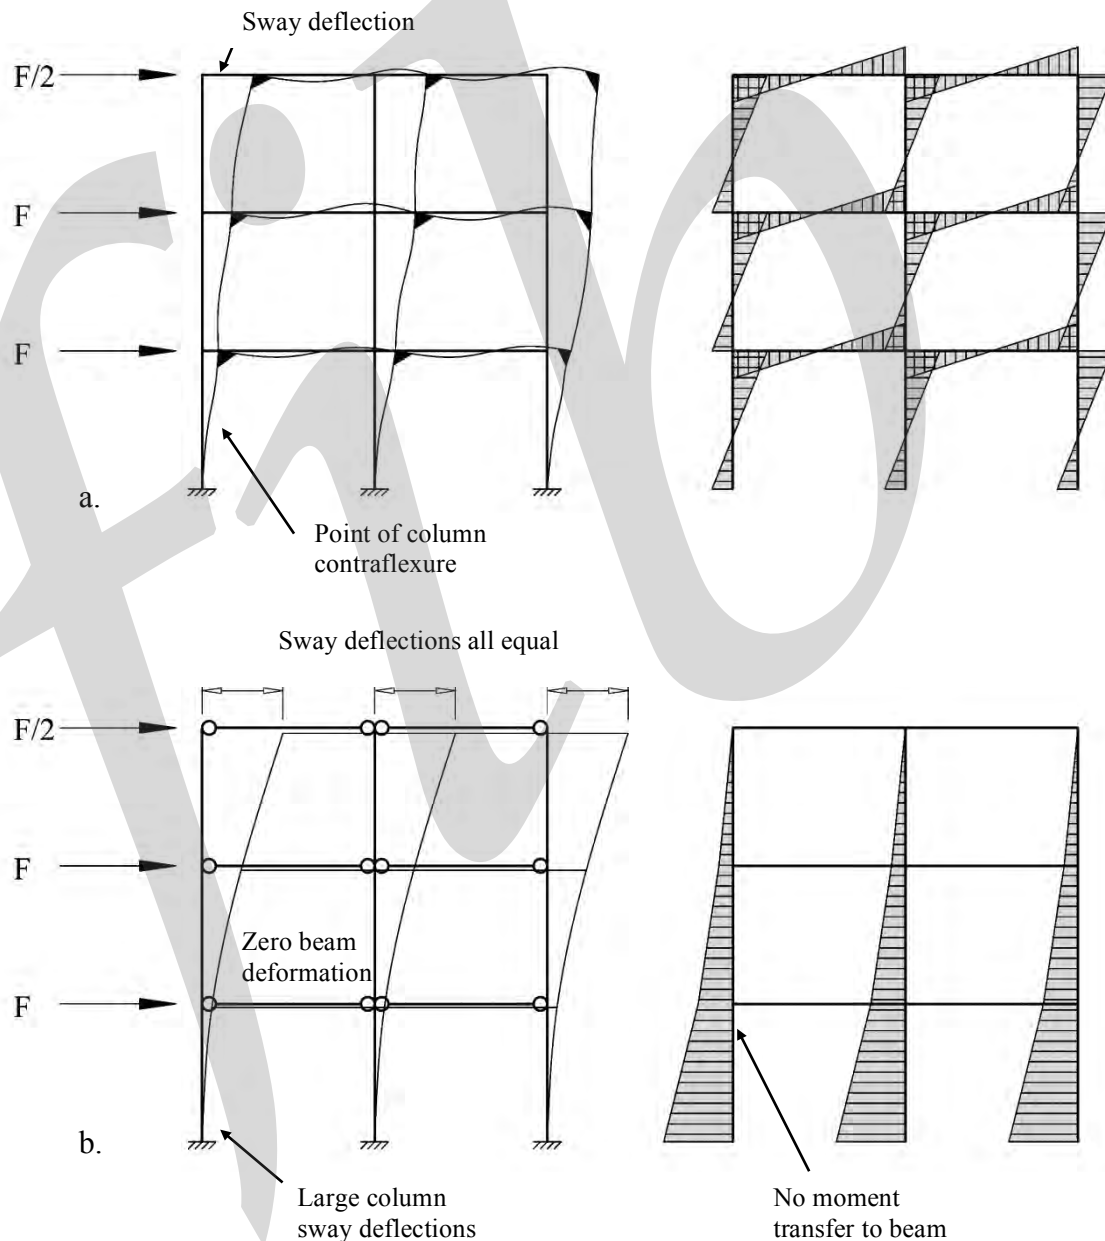 Sway deflection
F/2
F
F
a.
Point of column
contraflexure
Sway deflections all equal
F/2
F
Zero beam
deformation
F
b.
Large column
sway deflections
No moment
transfer to beam
fib